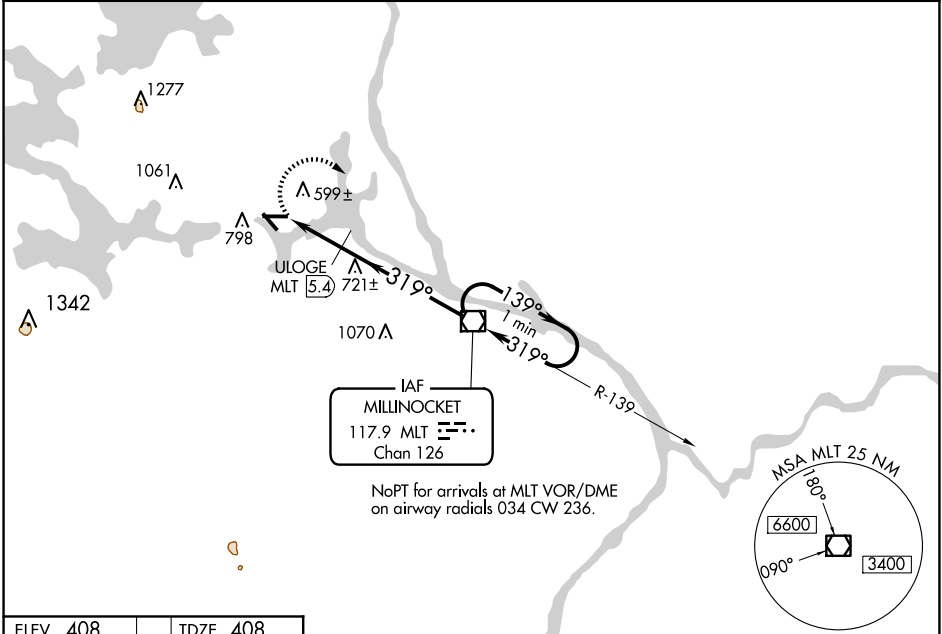 1277
1061
599±
798
ULOGE
MLT 5.4
721±
319°
1342
139°
1 min
319°
1070
R-139
IAF
MILLINOCKET
117.9 MLT
Chan 126
NoPT for arrivals at MLT VOR/DME
on airway radials 034 CW 236.
MSA MLT 25 NM
180°
6600
090°
3400
ELEV 408
TDZE 408